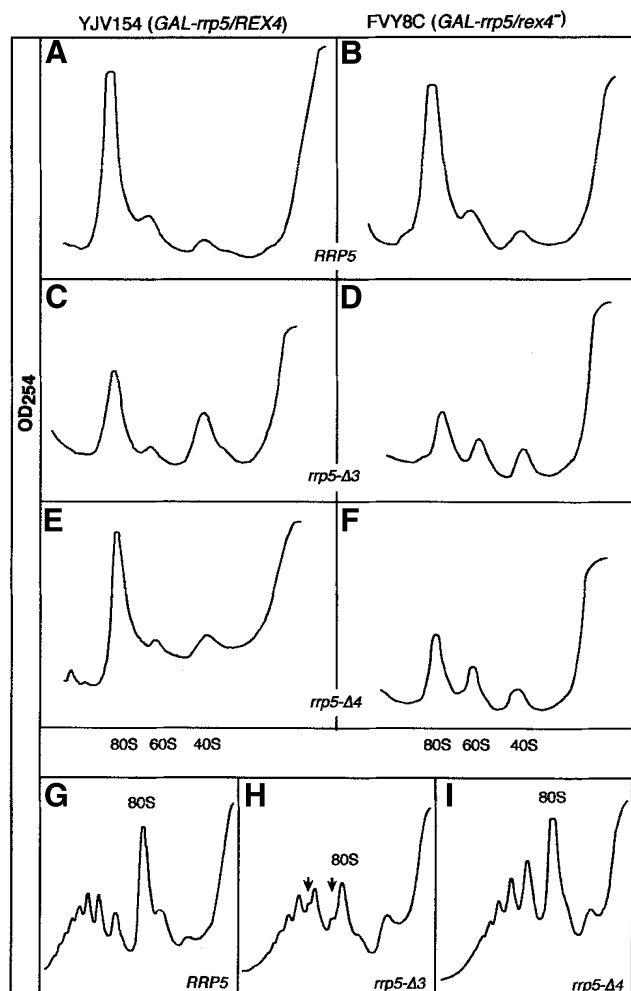 YJV154 (GAL-rrp5/REX4) FVY8C (GAL-rrp5/rex4⁻)
A B
RRP5
C D
OD254
rrp5-Δ3
E F
rrp5-Δ4
80S 60S 40S 80S 60S 40S
G H I
80S 80S 80S
RRP5 rrp5-Δ3 rrp5-Δ4